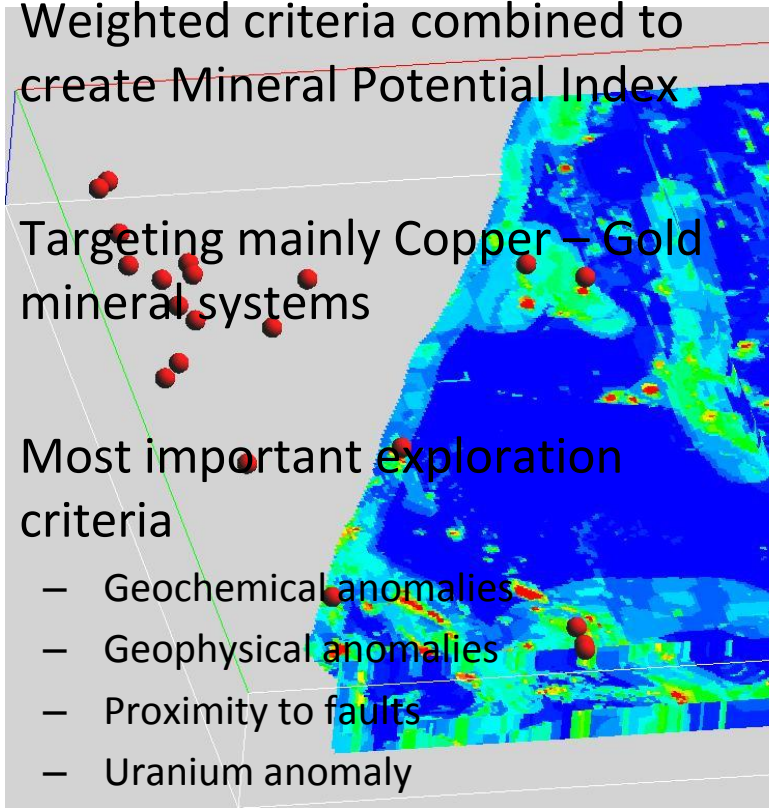 Weighted criteria combined to
create Mineral Potential Index
Targeting mainly Copper – Gold
mineral systems
Most important exploration
criteria
– Geochemical anomalies
– Geophysical anomalies
– Proximity to faults
– Uranium anomaly